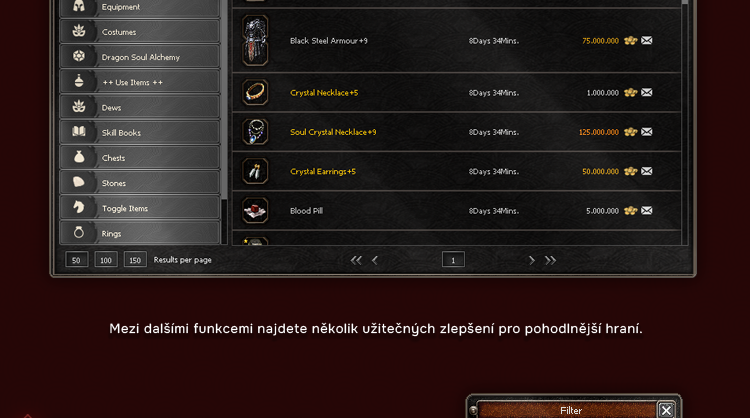 Equipment
Costumes
Dragon Soul Alchemy
++ Use Items ++
Dews
Skill Books
Chests
Stones
Toggle Items
Rings
Black Steel Armour+9 8Days 34Mins. 75.000.000
Crystal Necklace+5 8Days 34Mins. 1.000.000
Soul Crystal Necklace+9 8Days 34Mins. 125.000.000
Crystal Earrings+5 8Days 34Mins. 50.000.000
Blood Pill 8Days 34Mins. 5.000.000
50 100 150 Results per page 1
Mezi dalšími funkcemi najdete několik užitečných zlepšení pro pohodlnější hraní.
Filter